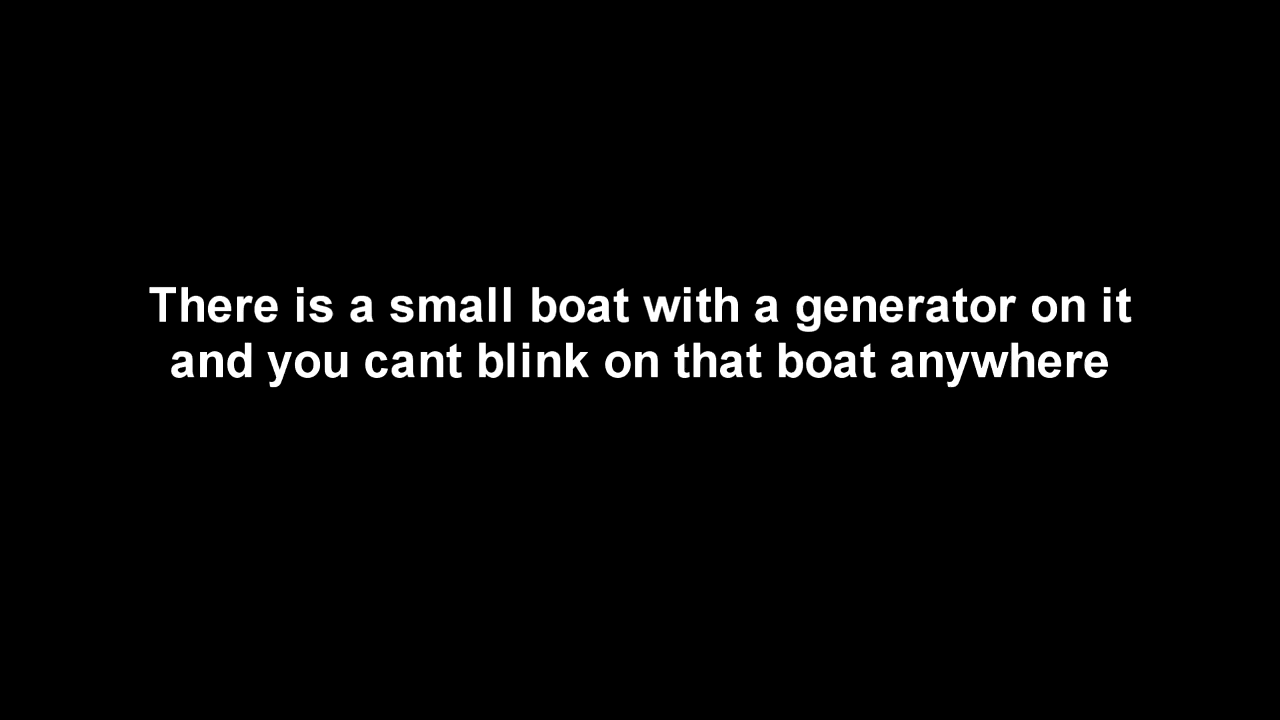 There is a small boat with a generator on it
and you cant blink on that boat anywhere